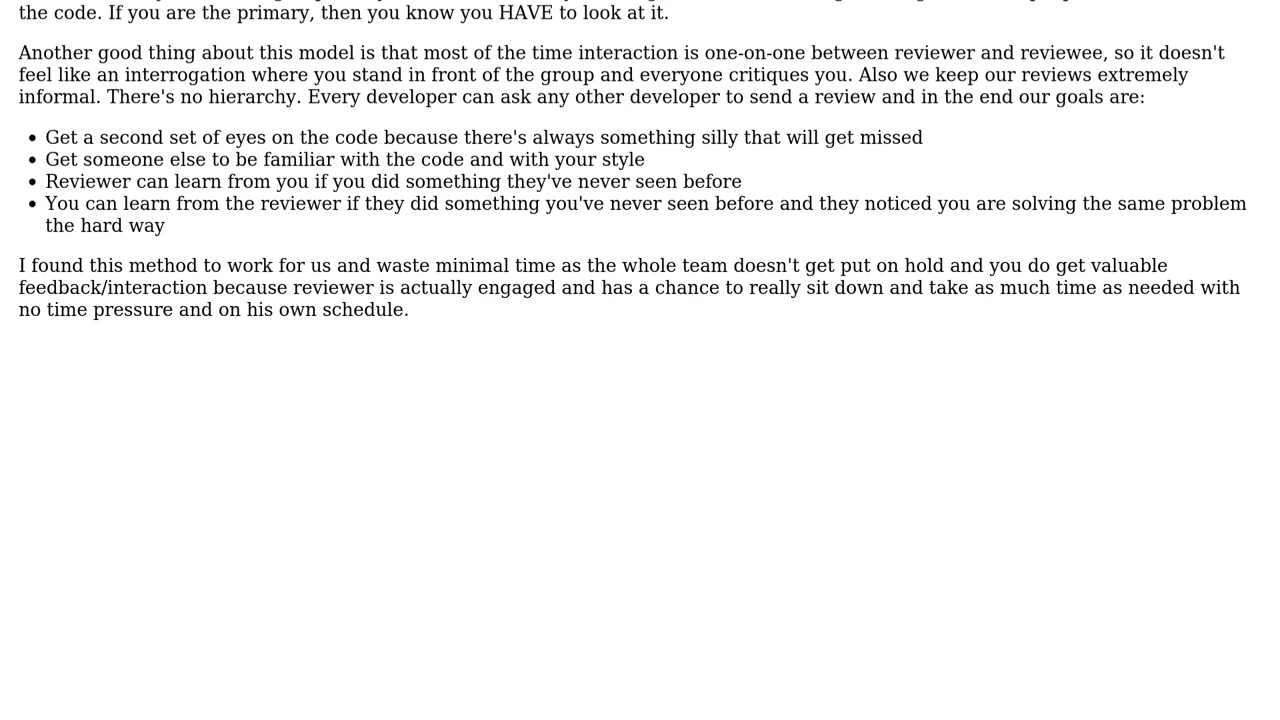 the code. If you are the primary, then you know you HAVE to look at it.
Another good thing about this model is that most of the time interaction is one-on-one between reviewer and reviewee, so it doesn't
feel like an interrogation where you stand in front of the group and everyone critiques you. Also we keep our reviews extremely
informal. There's no hierarchy. Every developer can ask any other developer to send a review and in the end our goals are:
• Get a second set of eyes on the code because there's always something silly that will get missed
• Get someone else to be familiar with the code and with your style
• Reviewer can learn from you if you did something they've never seen before
• You can learn from the reviewer if they did something you've never seen before and they noticed you are solving the same problem
the hard way
I found this method to work for us and waste minimal time as the whole team doesn't get put on hold and you do get valuable
feedback/interaction because reviewer is actually engaged and has a chance to really sit down and take as much time as needed with
no time pressure and on his own schedule.